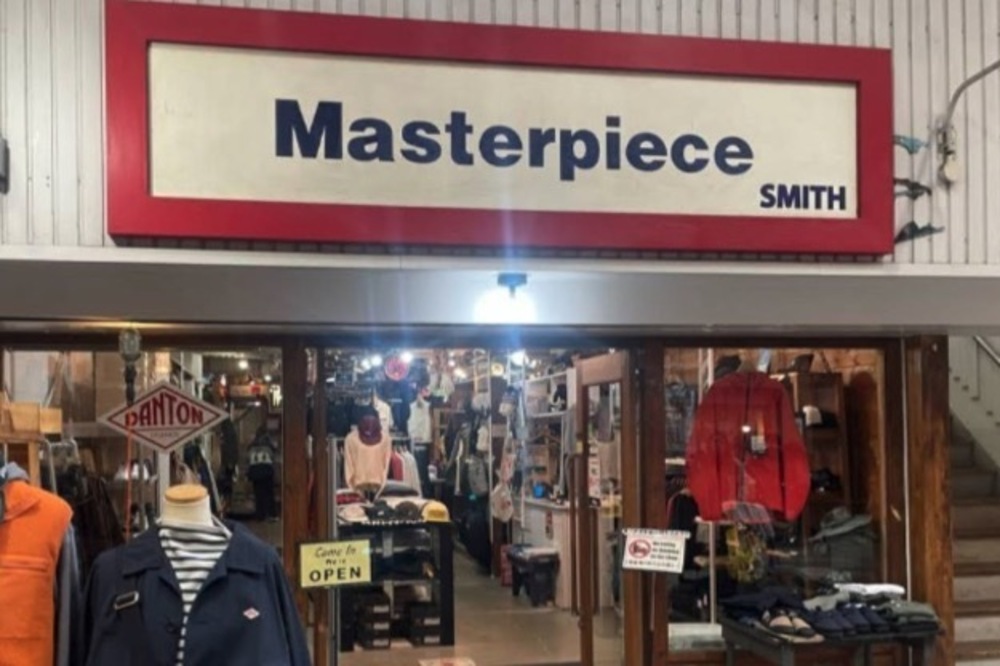 Masterpiece
SMITH
DANTON
Come In
We're
OPEN